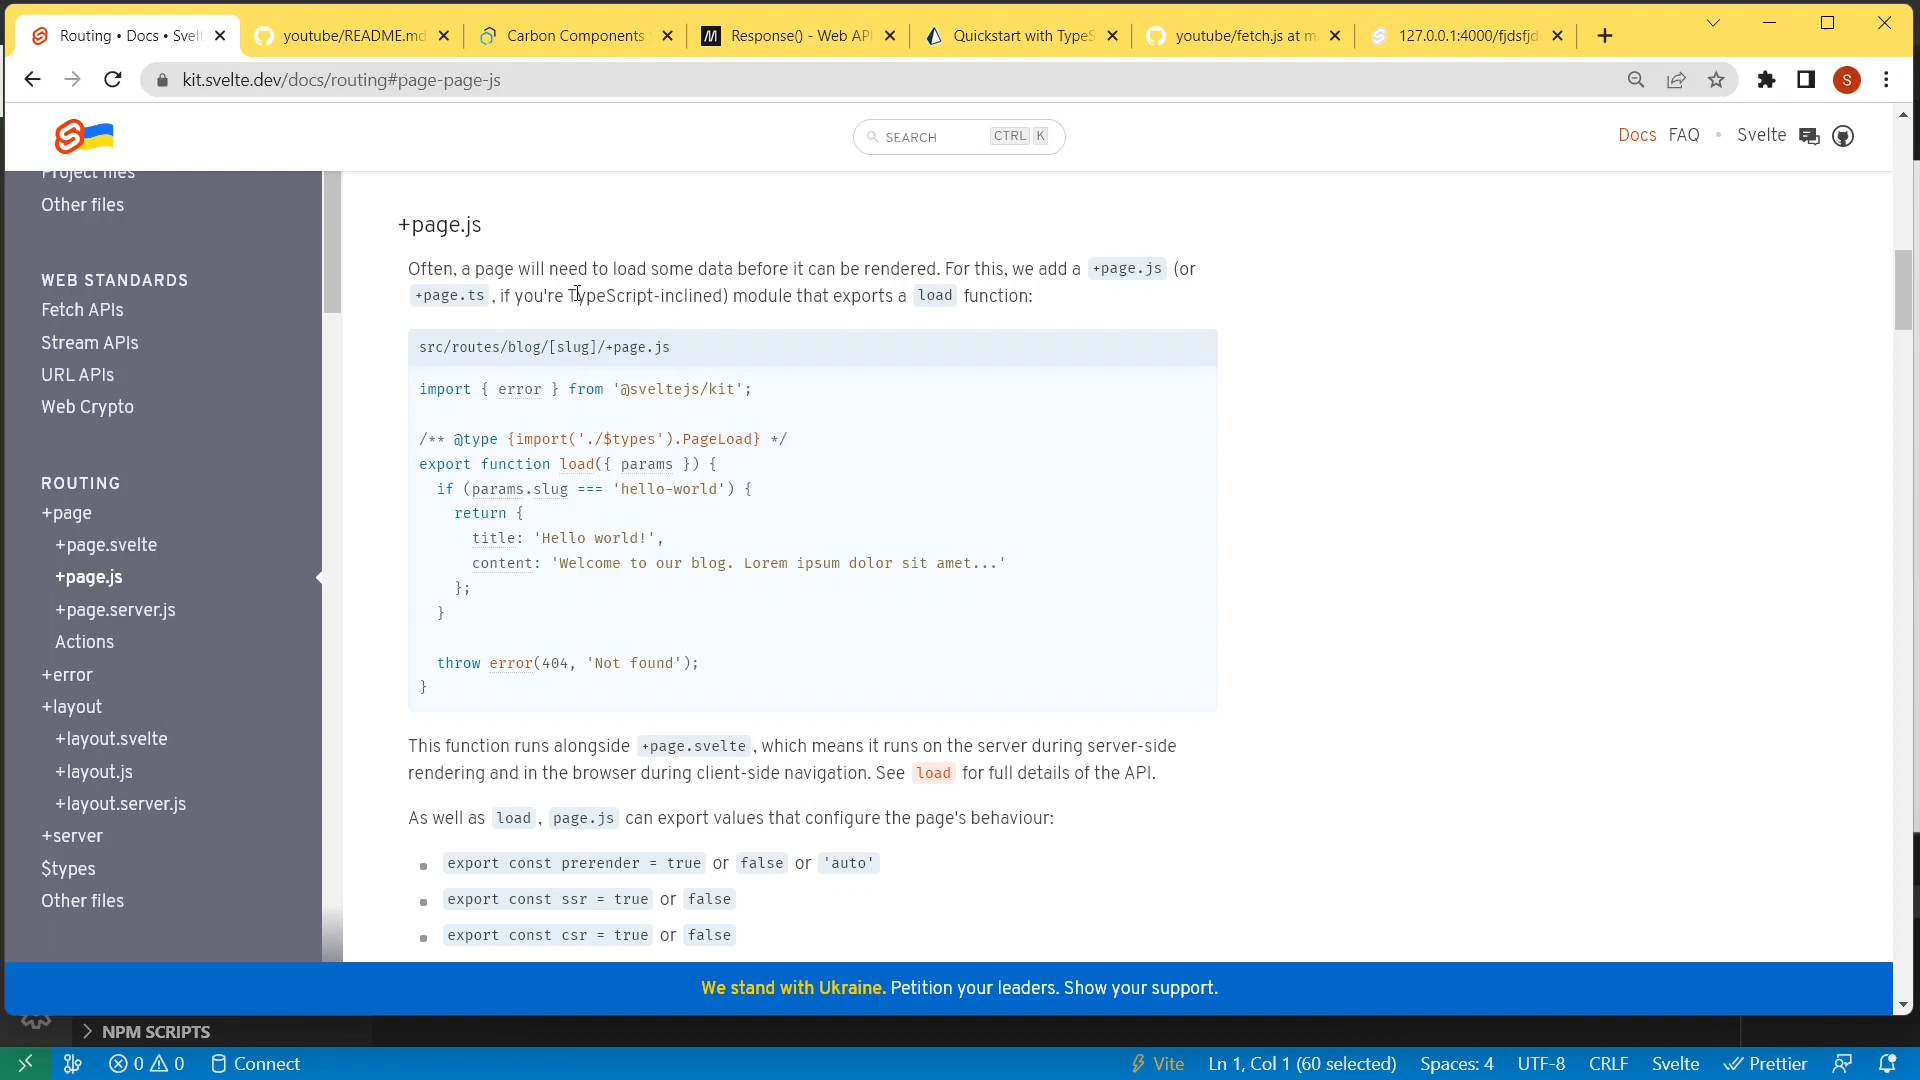 Routing • Docs • Svel
youtube/README.md
Carbon Components
Response() - Web API
Quickstart with TypeS
youtube/fetch.js at m
127.0.0.1:4000/fjdsfjd
kit.svelte.dev/docs/routing#page-page-js
S
SEARCH CTRL K
Docs FAQ • Svelte
Project files
Other files
WEB STANDARDS
Fetch APIs
Stream APIs
URL APIs
Web Crypto
ROUTING
+page
+page.svelte
+page.js
+page.server.js
Actions
+error
+layout
+layout.svelte
+layout.js
+layout.server.js
+server
$types
Other files
+page.js
Often, a page will need to load some data before it can be rendered. For this, we add a +page.js (or
+page.ts, if you're TypeScript-inclined) module that exports a load function:
src/routes/blog/[slug]/+page.js
import { error } from '@sveltejs/kit';
/** @type {import('./$types').PageLoad} */
export function load({ params }) {
if (params.slug === 'hello-world') {
return {
title: 'Hello world!',
content: 'Welcome to our blog. Lorem ipsum dolor sit amet...'
};
}
throw error(404, 'Not found');
}
This function runs alongside +page.svelte, which means it runs on the server during server-side
rendering and in the browser during client-side navigation. See load for full details of the API.
As well as load, page.js can export values that configure the page's behaviour:
export const prerender = true or false or 'auto'
export const ssr = true or false
export const csr = true or false
We stand with Ukraine. Petition your leaders. Show your support.
NPM SCRIPTS
0 0 Connect
Vite Ln 1, Col 1 (60 selected) Spaces: 4 UTF-8 CRLF Svelte Prettier